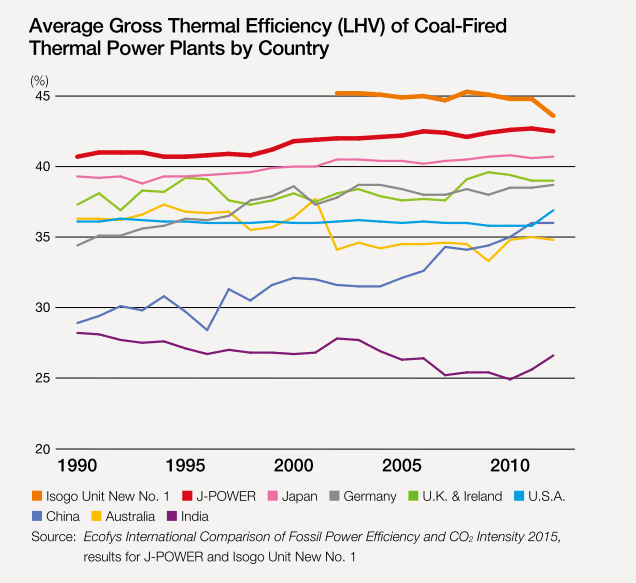 Average Gross Thermal Efficiency (LHV) of Coal-Fired
Thermal Power Plants by Country
(%)
45
40
35
30
25
20
1990 1995 2000 2005 2010
Isogo Unit New No. 1 J-POWER Japan Germany U.K. & Ireland U.S.A.
China Australia India
Source: Ecofys International Comparison of Fossil Power Efficiency and CO₂ Intensity 2015,
results for J-POWER and Isogo Unit New No. 1